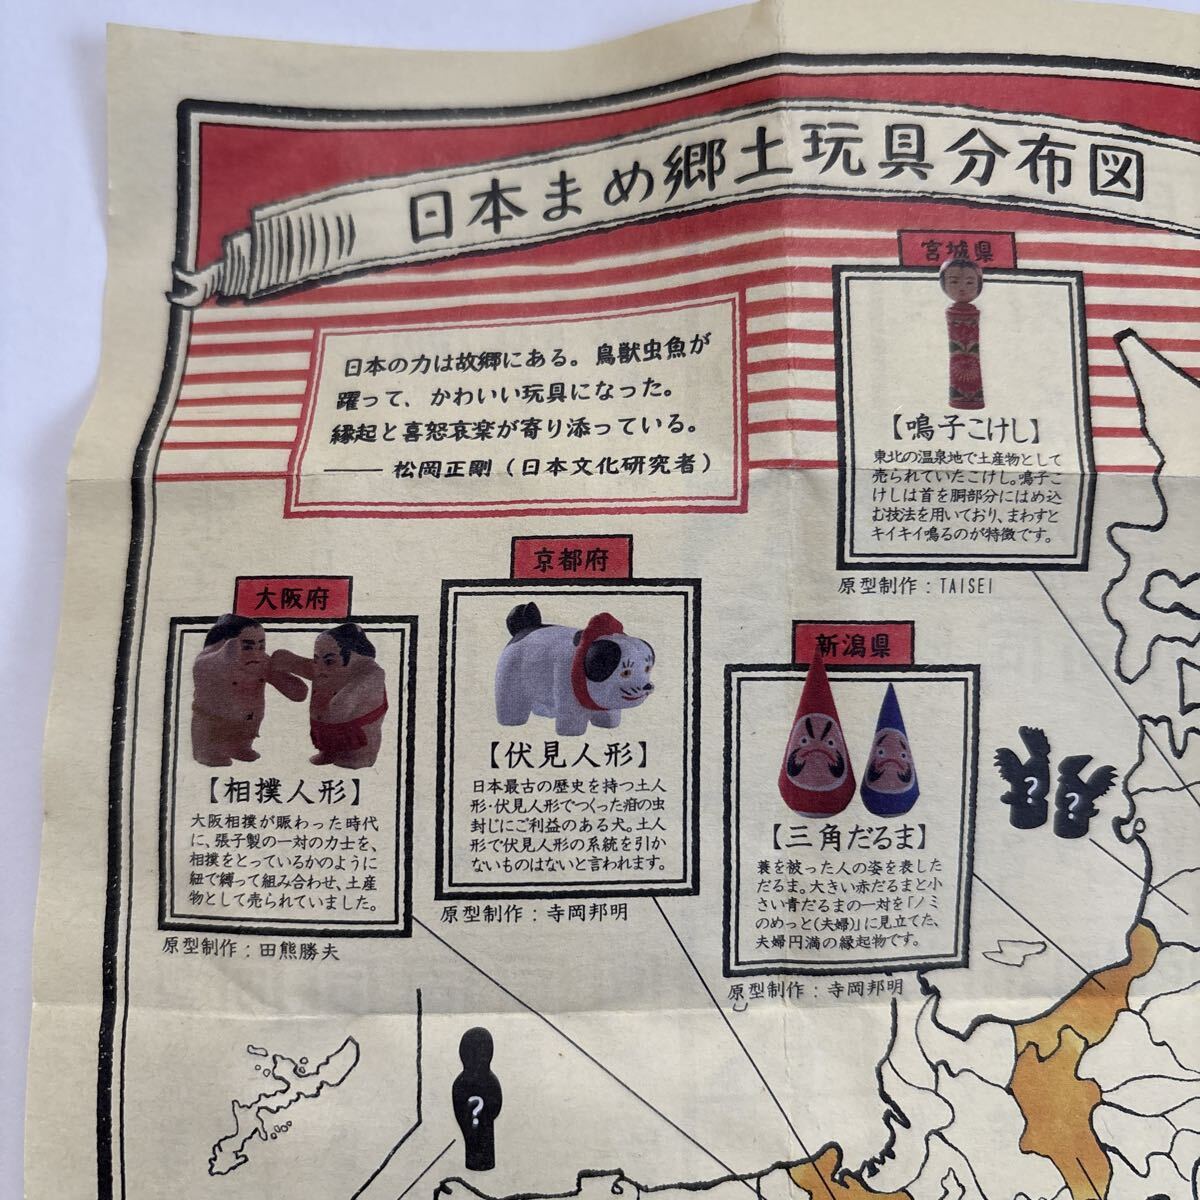 日本まめ郷土玩具分布図
日本の力は故郷にある。鳥獣虫魚が
躍って、かわいい玩具になった。
縁起と喜怒哀楽が寄り添っている。
—— 松岡正剛（日本文化研究者）
宮城県
【鳴子こけし】
東北の温泉地で土産物として
売られていたこけし。鳴子こ
けしは首を胴部分にはめ込
む技法を用いており、まわすと
キイキイ鳴るのが特徴です。
原型制作：TAISEI
大阪府
【相撲人形】
大阪相撲が賑わった時代
に、張子製の一対の力士を、
相撲をとっているかのように
紐で縛って組み合わせ、土産
物として売られていました。
原型制作：田熊勝夫
京都府
【伏見人形】
日本最古の歴史を持つ土人
形・伏見人形でつくった疳の虫
封じにご利益のある犬。土人
形で伏見人形の系統を引か
ないものはないと言われます。
原型制作：寺岡邦明
新潟県
【三角だるま】
蓑を被った人の姿を表した
だるま。大きい赤だるまと小
さい青だるまの一対を「ノミ
のめっと(夫婦)」に見立てた、
夫婦円満の縁起物です。
原型制作：寺岡邦明
?
?
?